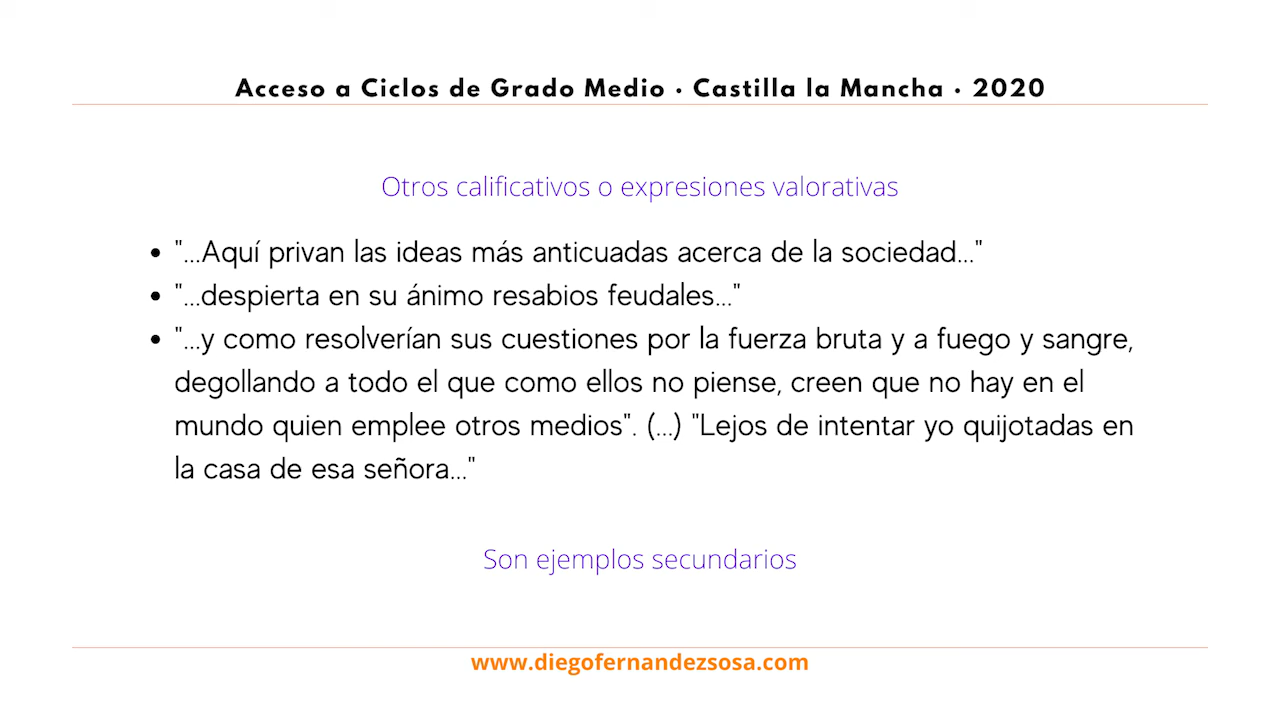 Acceso a Ciclos de Grado Medio · Castilla la Mancha · 2020
Otros calificativos o expresiones valorativas
• "...Aquí privan las ideas más anticuadas acerca de la sociedad..."
• "...despierta en su ánimo resabios feudales..."
• "...y como resolverían sus cuestiones por la fuerza bruta y a fuego y sangre,
degollando a todo el que como ellos no piense, creen que no hay en el
mundo quien emplee otros medios". (...) "Lejos de intentar yo quijotadas en
la casa de esa señora..."
Son ejemplos secundarios
www.diegofernandezsosa.com